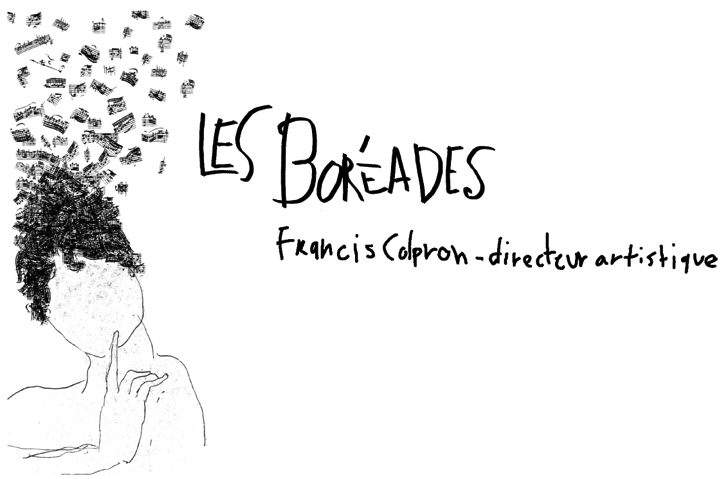 LES BORÉADES
Francis Colpron - directeur artistique